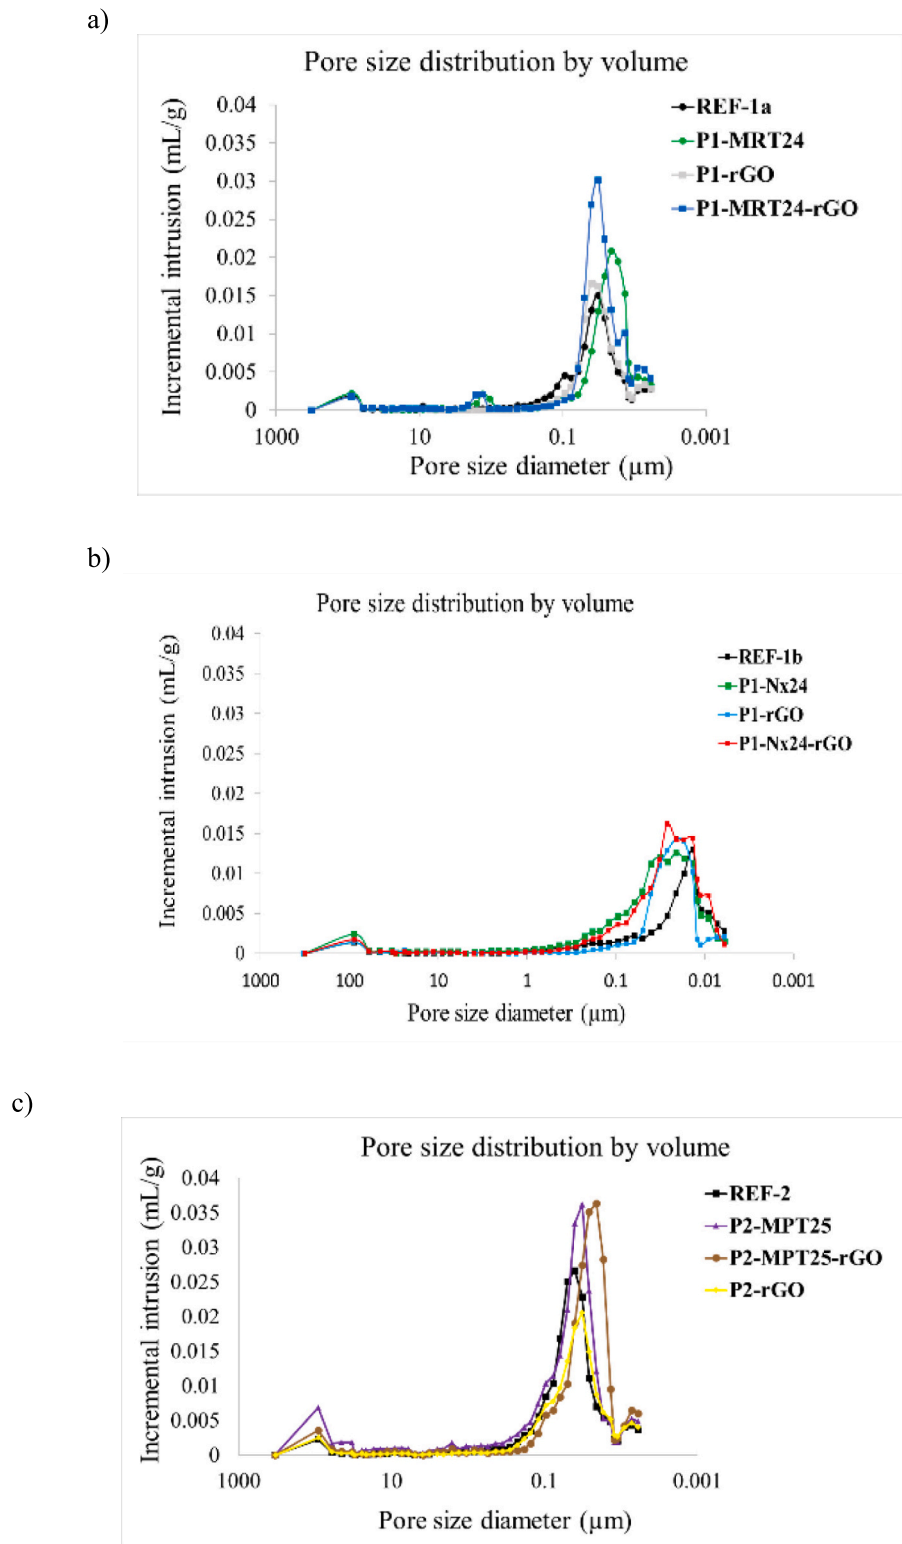 a)
Pore size distribution by volume
Incremental intrusion (mL/g)
0.04
0.035
0.03
0.025
0.02
0.015
0.01
0.005
0
1000
10
0.1
0.001
Pore size diameter (µm)
REF-1a
P1-MRT24
P1-rGO
P1-MRT24-rGO
b)
Pore size distribution by volume
Incremental intrusion (mL/g)
0.04
0.035
0.03
0.025
0.02
0.015
0.01
0.005
0
1000
100
10
1
0.1
0.01
0.001
Pore size diameter (µm)
REF-1b
P1-Nx24
P1-rGO
P1-Nx24-rGO
c)
Pore size distribution by volume
Incremental intrusion (mL/g)
0.04
0.035
0.03
0.025
0.02
0.015
0.01
0.005
0
1000
10
0.1
0.001
Pore size diameter (µm)
REF-2
P2-MPT25
P2-MPT25-rGO
P2-rGO